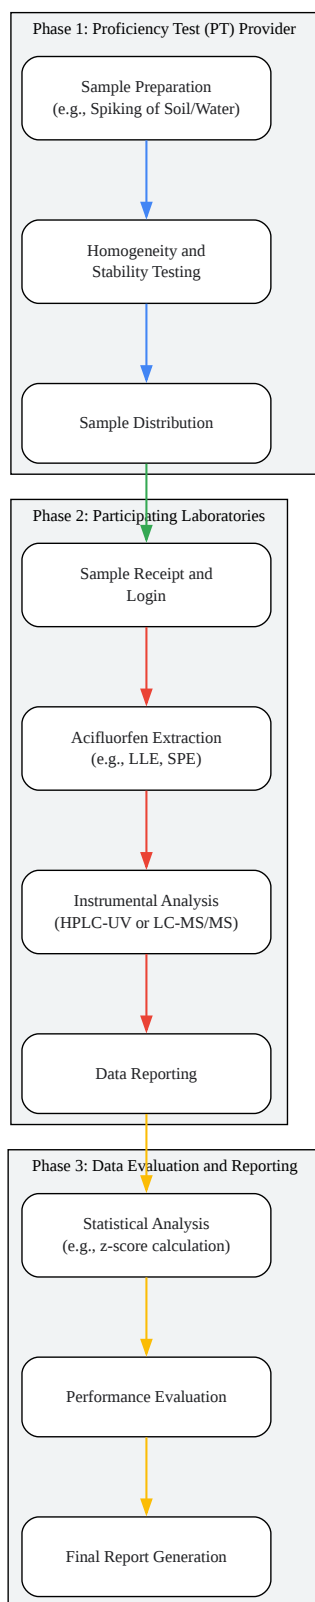 Phase 1: Proficiency Test (PT) Provider
Sample Preparation
(e.g., Spiking of Soil/Water)
Homogeneity and
Stability Testing
Sample Distribution
Phase 2: Participating Laboratories
Sample Receipt and
Login
Acifluorfen Extraction
(e.g., LLE, SPE)
Instrumental Analysis
(HPLC-UV or LC-MS/MS)
Data Reporting
Phase 3: Data Evaluation and Reporting
Statistical Analysis
(e.g., z-score calculation)
Performance Evaluation
Final Report Generation